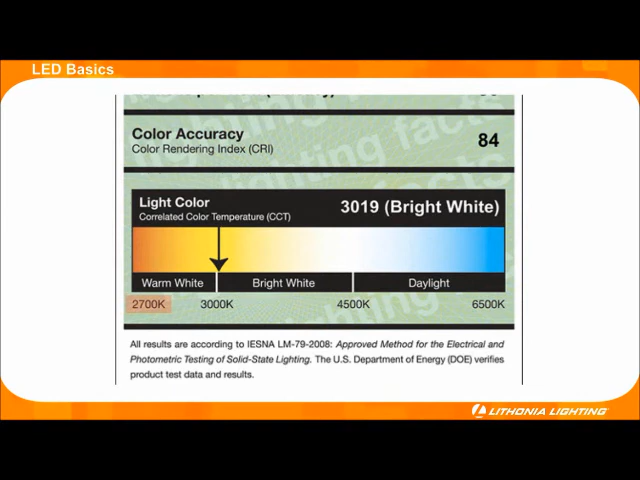 LED Basics
Color Accuracy
Color Rendering Index (CRI)
84
Light Color
Correlated Color Temperature (CCT)
3019 (Bright White)
Warm White
Bright White
Daylight
2700K
3000K
4500K
6500K
All results are according to IESNA LM-79-2008: Approved Method for the Electrical and
Photometric Testing of Solid-State Lighting. The U.S. Department of Energy (DOE) verifies
product test data and results.
LITHONIA LIGHTING